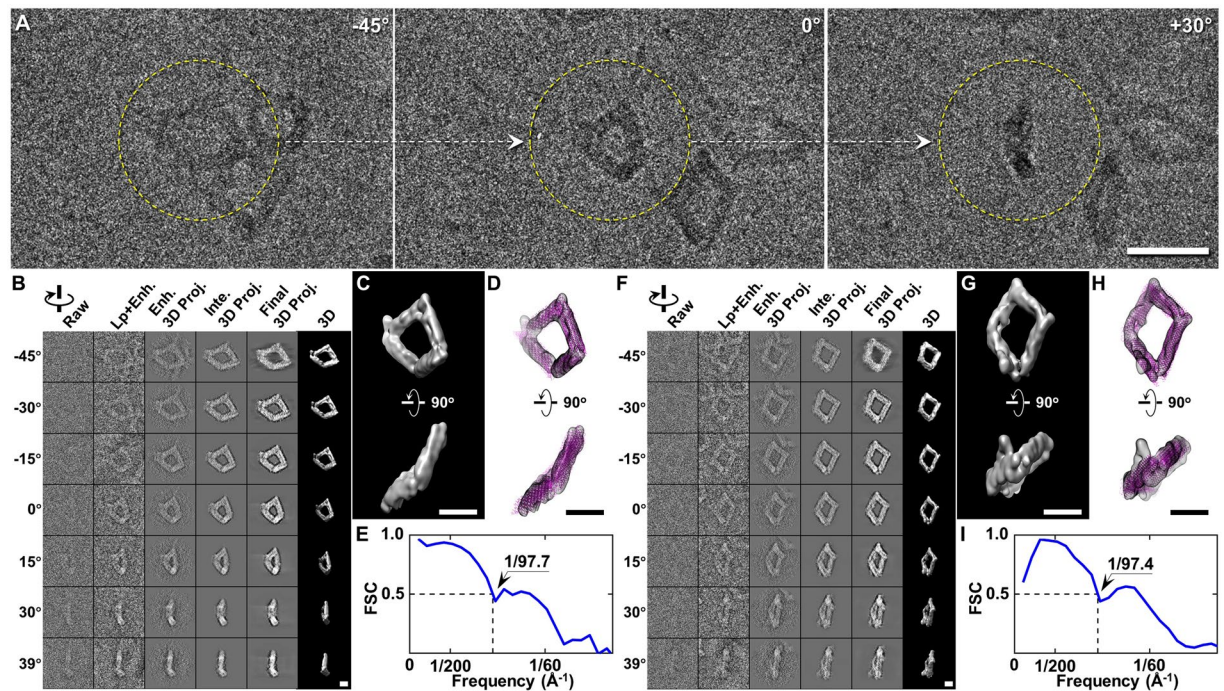 A
-45°
0°
+30°
B
Raw
Lp+Enh.
Enh.
3D Proj.
Inte.
3D Proj.
Final
3D Proj.
3D
-45°
-30°
-15°
0°
15°
30°
39°
C
90°
D
90°
E
1.0
0.5
FSC
1/97.7
0
1/200
1/60
Frequency (Å⁻¹)
F
Raw
Lp+Enh.
Enh.
3D Proj.
Inte.
3D Proj.
Final
3D Proj.
3D
-45°
-30°
-15°
0°
15°
30°
39°
G
90°
H
90°
I
1.0
0.5
FSC
1/97.4
0
1/200
1/60
Frequency (Å⁻¹)